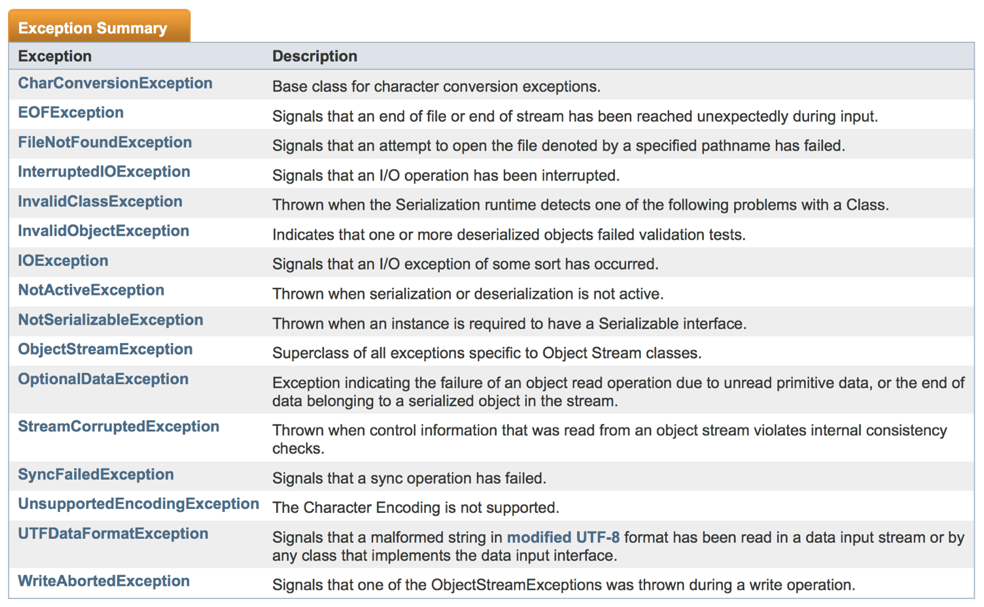 Exception Summary
Exception Description
CharConversionException Base class for character conversion exceptions.
EOFException Signals that an end of file or end of stream has been reached unexpectedly during input.
FileNotFoundException Signals that an attempt to open the file denoted by a specified pathname has failed.
InterruptedIOException Signals that an I/O operation has been interrupted.
InvalidClassException Thrown when the Serialization runtime detects one of the following problems with a Class.
InvalidObjectException Indicates that one or more deserialized objects failed validation tests.
IOException Signals that an I/O exception of some sort has occurred.
NotActiveException Thrown when serialization or deserialization is not active.
NotSerializableException Thrown when an instance is required to have a Serializable interface.
ObjectStreamException Superclass of all exceptions specific to Object Stream classes.
OptionalDataException Exception indicating the failure of an object read operation due to unread primitive data, or the end of
data belonging to a serialized object in the stream.
StreamCorruptedException Thrown when control information that was read from an object stream violates internal consistency
checks.
SyncFailedException Signals that a sync operation has failed.
UnsupportedEncodingException The Character Encoding is not supported.
UTFDataFormatException Signals that a malformed string in modified UTF-8 format has been read in a data input stream or by
any class that implements the data input interface.
WriteAbortedException Signals that one of the ObjectStreamExceptions was thrown during a write operation.